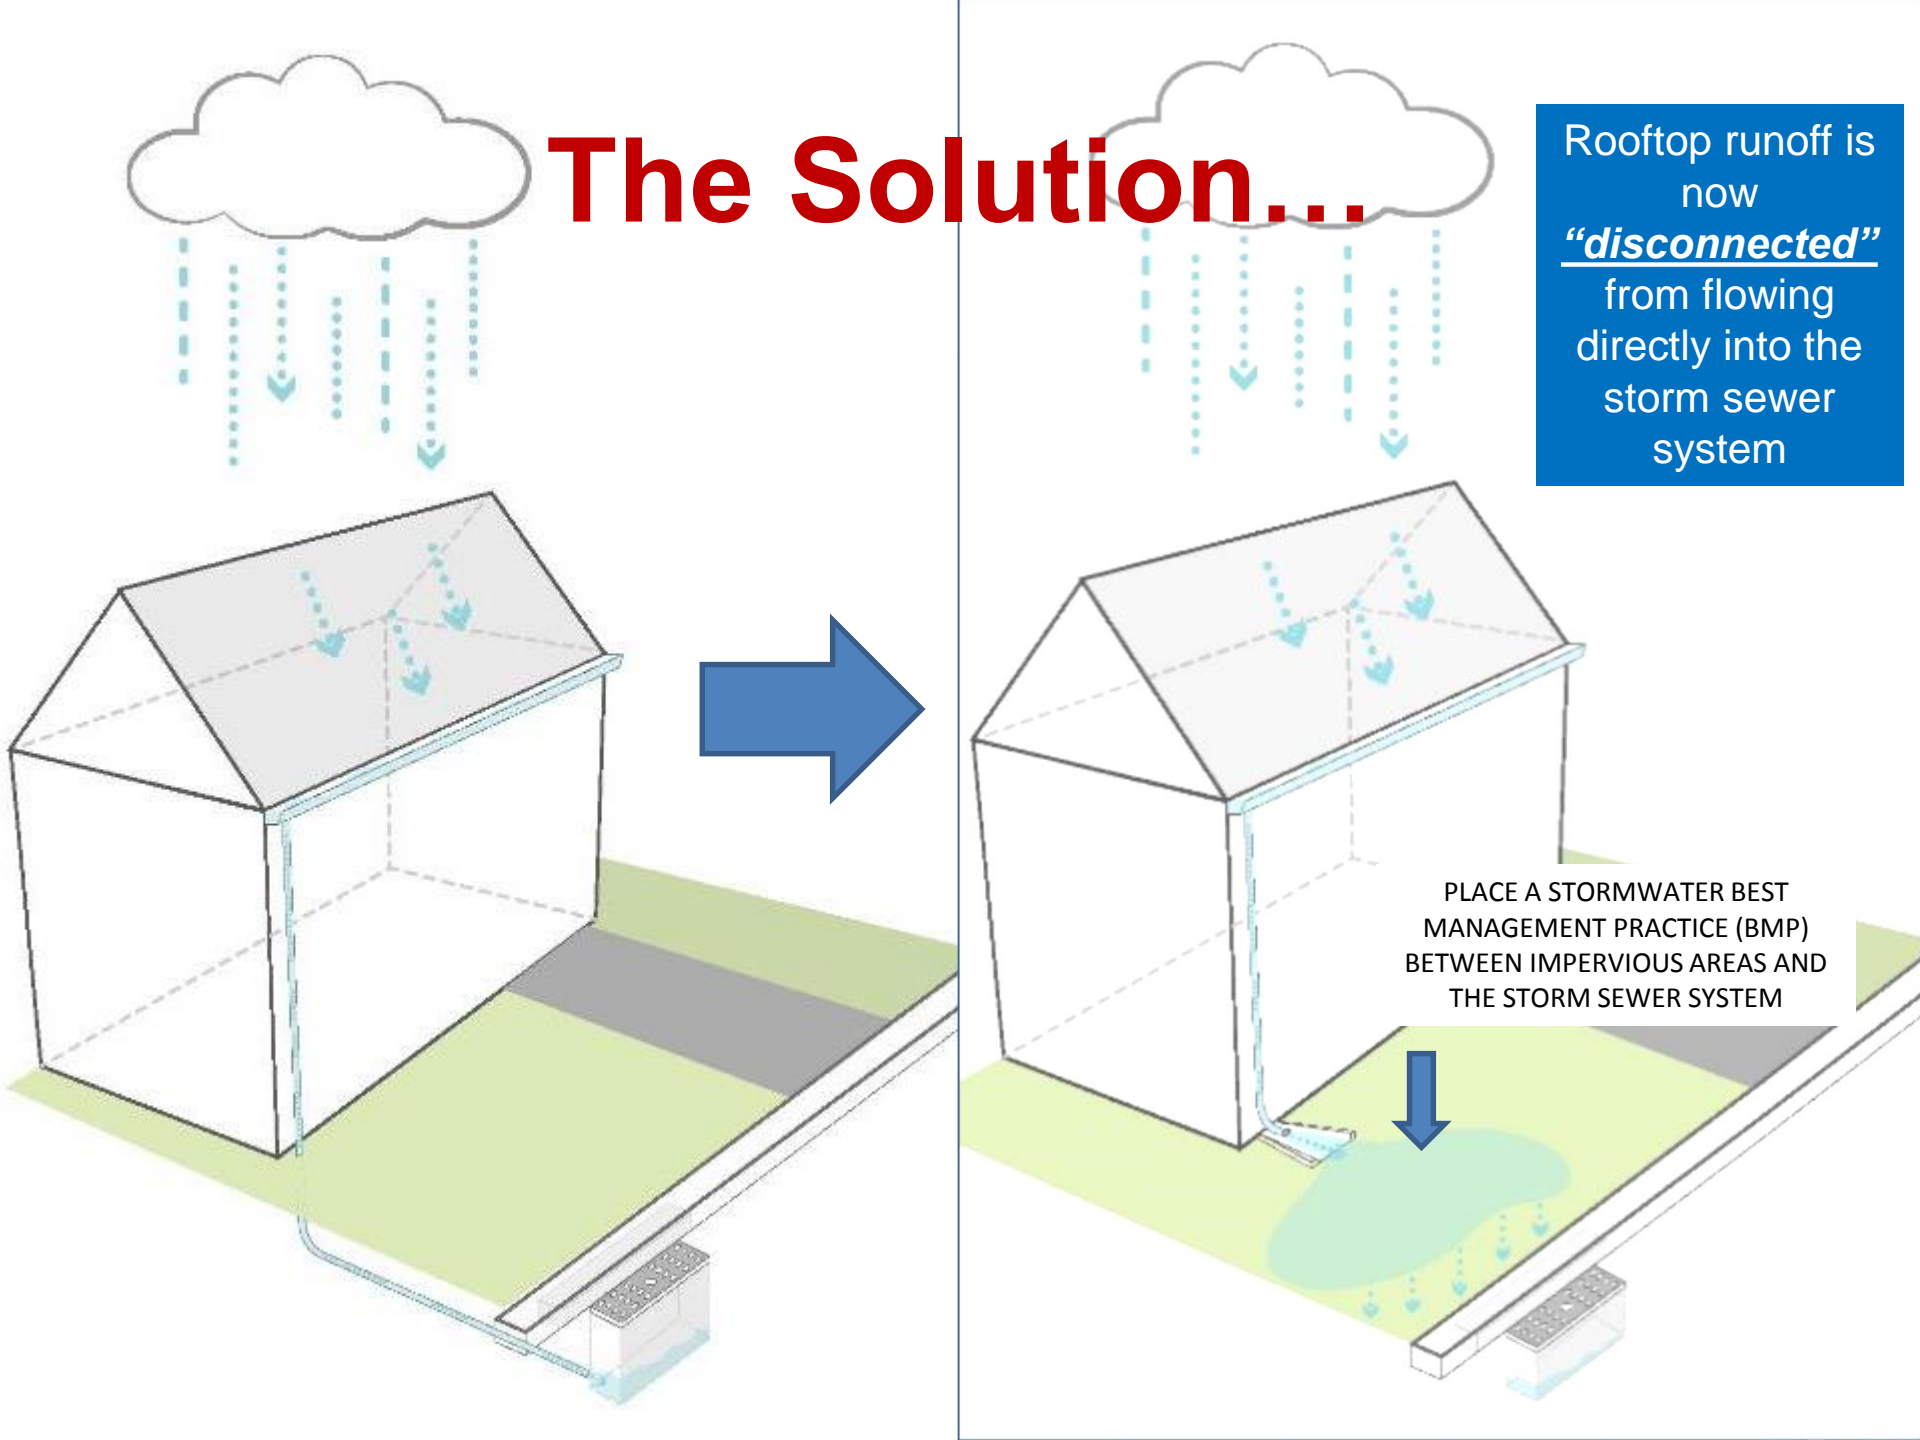 The Solution…
Rooftop runoff is
now
“disconnected”
from flowing
directly into the
storm sewer
system
PLACE A STORMWATER BEST
MANAGEMENT PRACTICE (BMP)
BETWEEN IMPERVIOUS AREAS AND
THE STORM SEWER SYSTEM